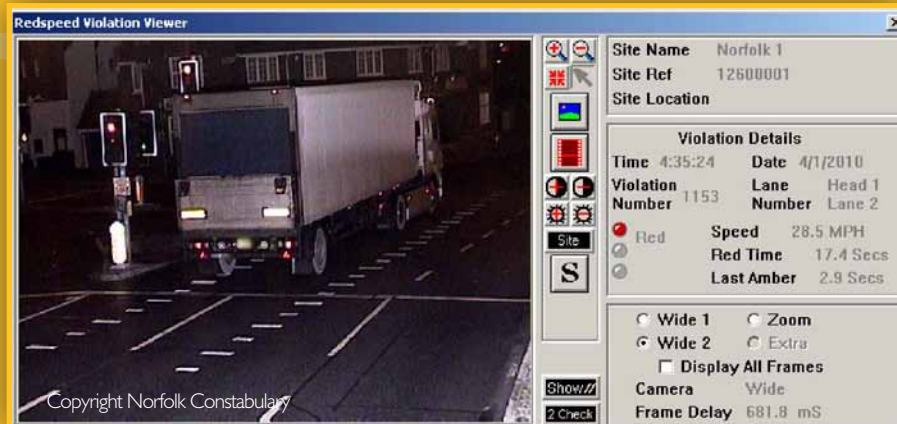 Redspeed Violation Viewer
Site Name Norfolk 1
Site Ref 12600001
Site Location
Violation Details
Time 4:35:24 Date 4/1/2010
Violation Number 1153 Lane Number Head 1 Lane 2
Red
Speed 28.5 MPH
Red Time 17.4 Secs
Last Amber 2.9 Secs
Site
S
Wide 1 Zoom
Wide 2 Extra
Display All Frames
Camera Wide
Frame Delay 681.8 mS
Show//
2 Check
Copyright Norfolk Constabulary